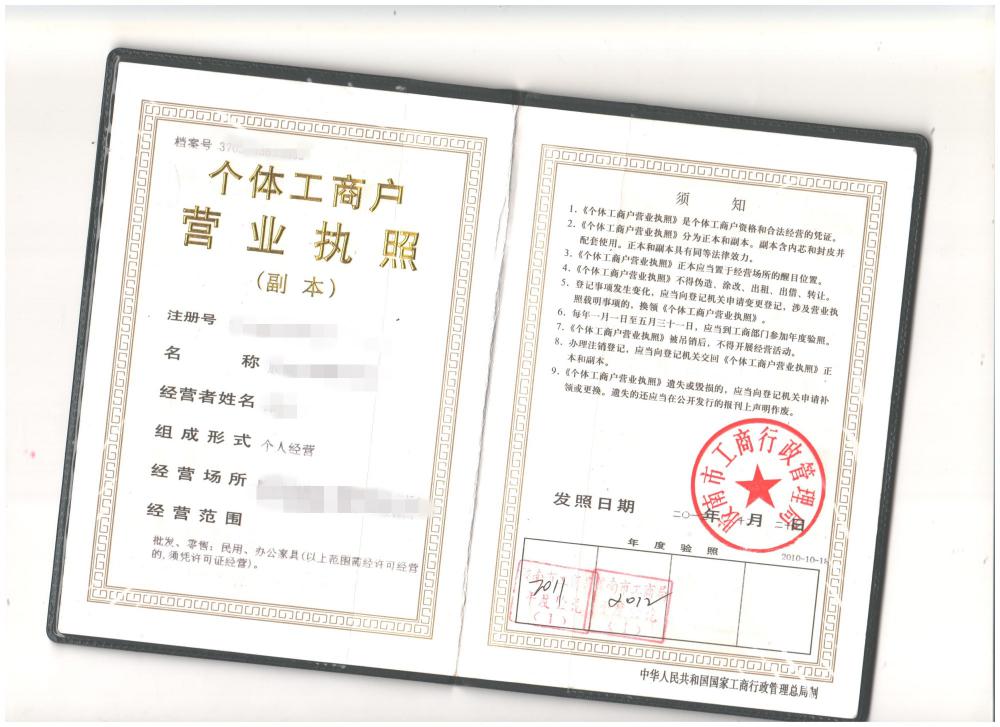 档案号
个体工商户
营业执照
(副本)
注册号
名 称
经营者姓名
组成形式 个人经营
经营场所
经营范围
批发、零售：民用、办公家具(以上范围需经许可经营
的，须凭许可证经营)。
须 知
1、《个体工商户营业执照》是个体工商户资格和合法经营的凭证。
2、《个体工商户营业执照》分为正本和副本。副本含内芯和封皮并
配套使用。正本和副本具有同等法律效力。
3、《个体工商户营业执照》正本应当置于经营场所的醒目位置。
4、《个体工商户营业执照》不得伪造、涂改、出租、出借、转让。
5、登记事项发生变化，应当向登记机关申请变更登记，涉及营业执
照载明事项的，换领《个体工商户营业执照》。
6、每年一月一日至五月三十一日，应当到工商部门参加年度验照。
7、《个体工商户营业执照》被吊销后，不得开展经营活动。
8、办理注销登记，应当向登记机关交回《个体工商户营业执照》正
本和副本。
9、《个体工商户营业执照》遗失或毁损的，应当向登记机关申请补
领或更换。遗失的还应当在公开发行的报刊上声明作废。
南市工商行政管理局
发照日期 年 月 日
年度验照
2010-10-18
2011
2012
中华人民共和国国家工商行政管理总局制